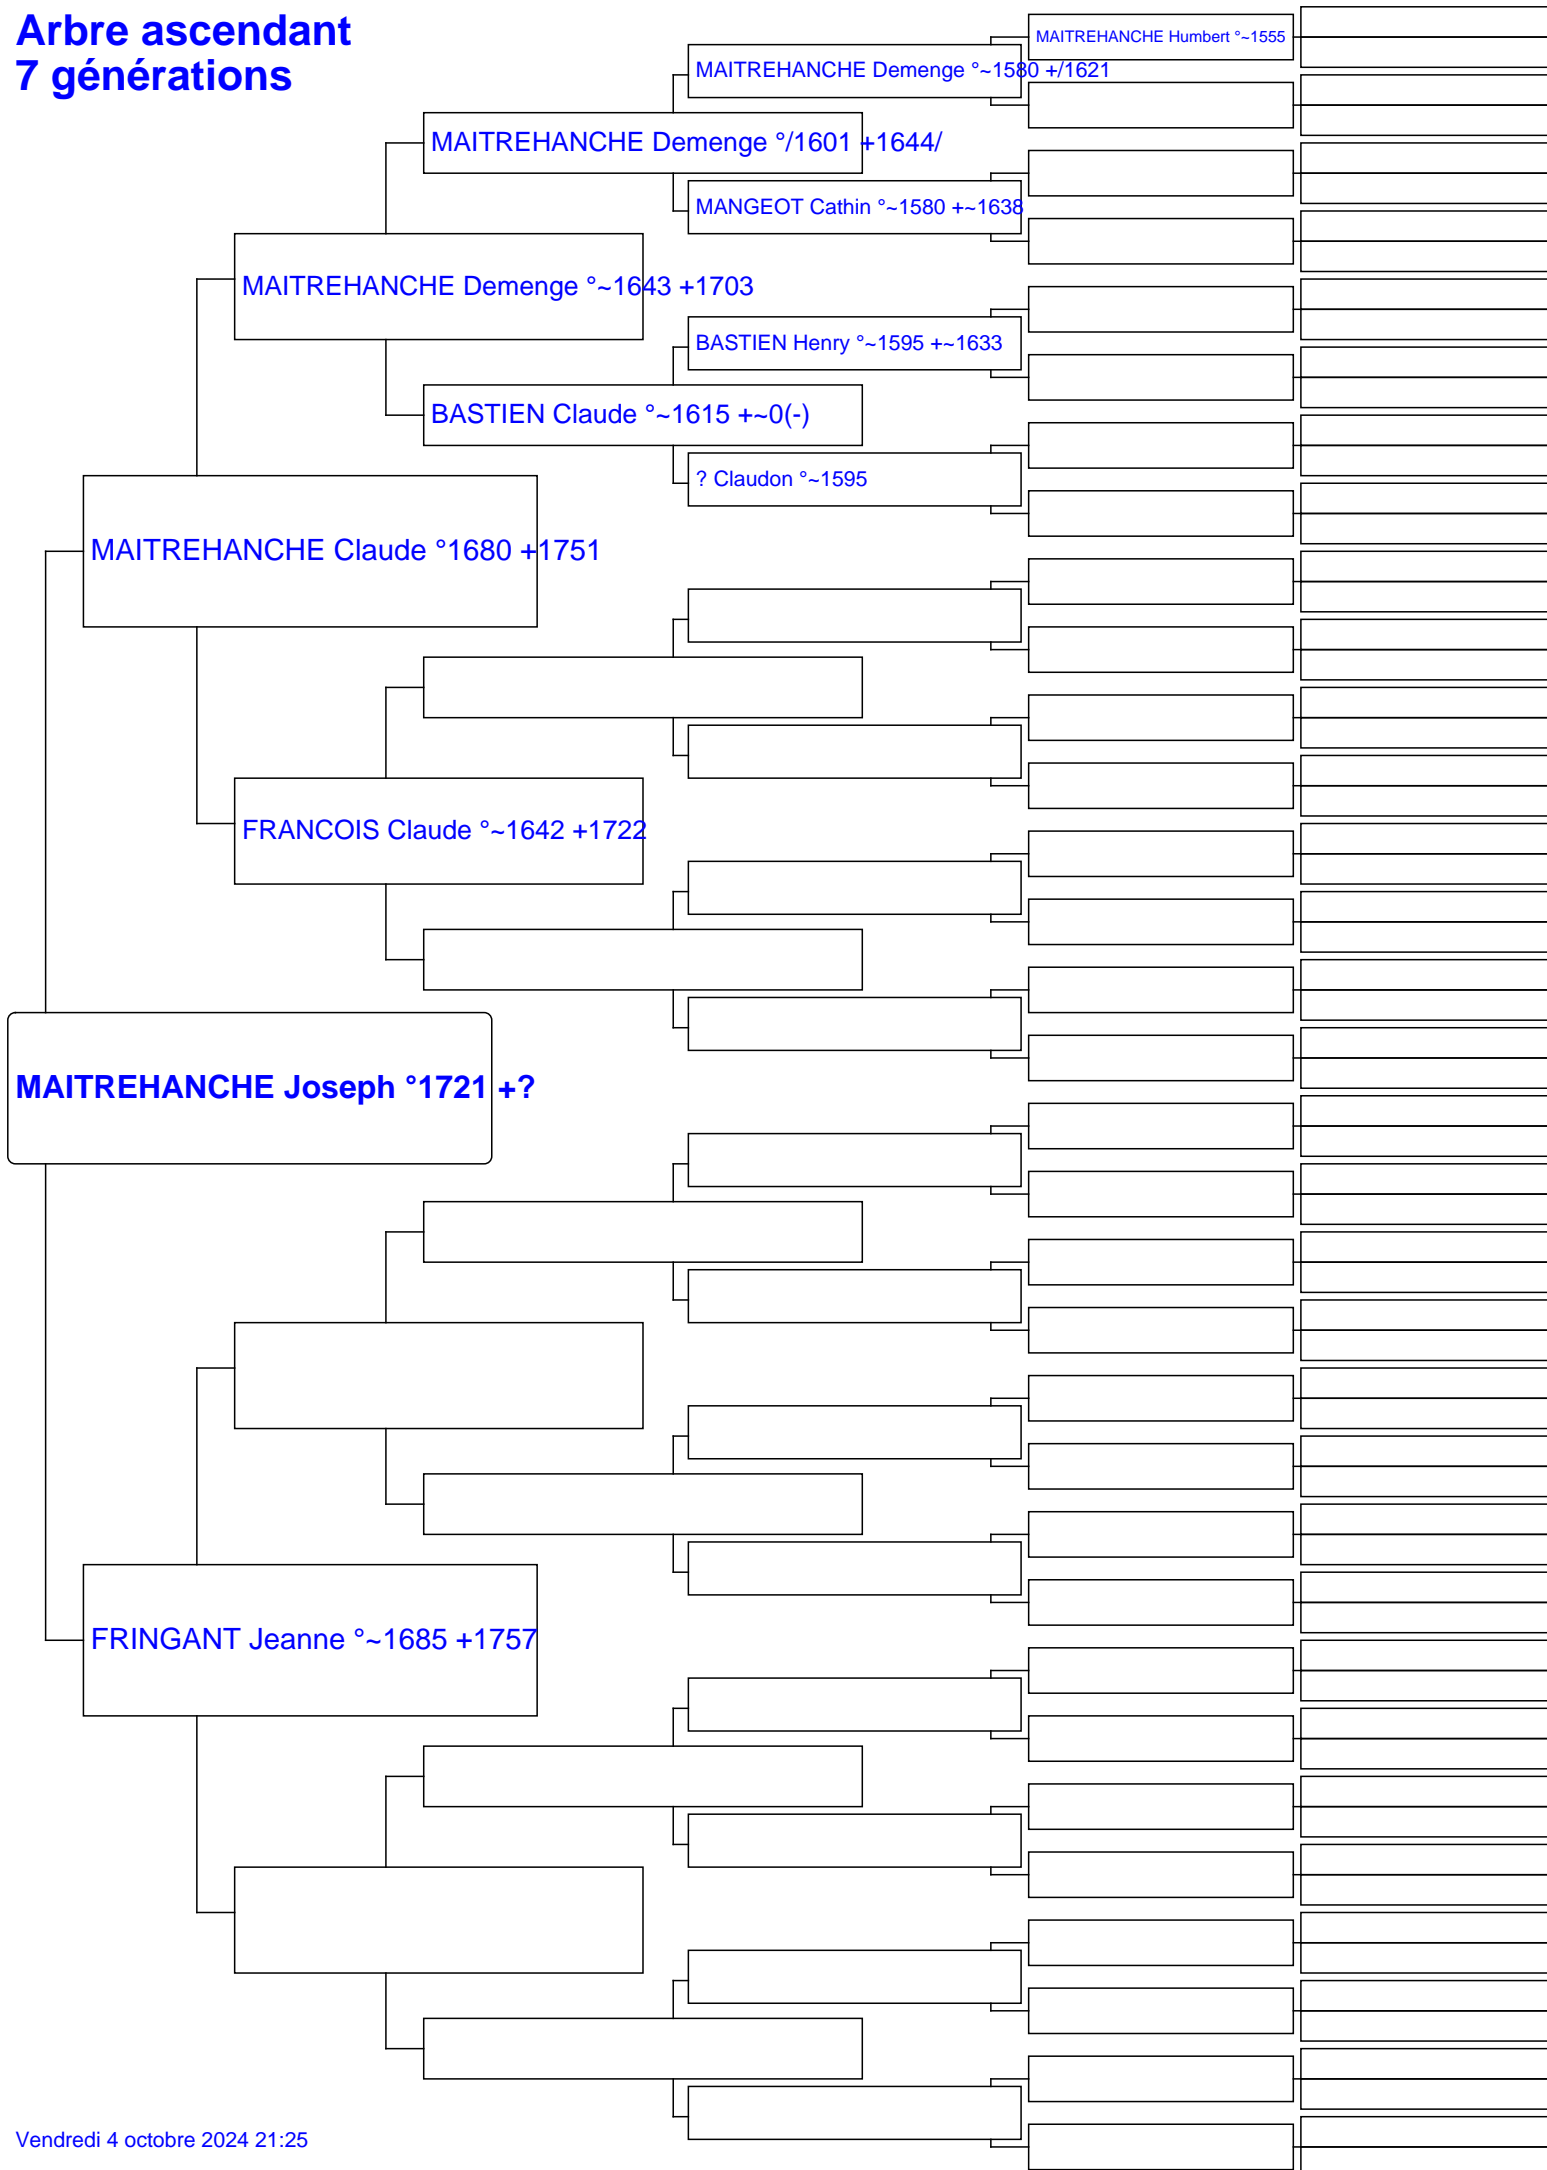 Arbre ascendant
7 générations
MAITREHANCHE Humbert °~1555
MAITREHANCHE Demenge °~1580 +/1621
MAITREHANCHE Demenge °/1601 +1644/
MANGEOT Cathin °~1580 +~1638
MAITREHANCHE Demenge °~1643 +1703
BASTIEN Henry °~1595 +~1633
BASTIEN Claude °~1615 +~0(-)
? Claudon °~1595
MAITREHANCHE Claude °1680 +1751
FRANCOIS Claude °~1642 +1722
MAITREHANCHE Joseph °1721 +?
FRINGANT Jeanne °~1685 +1757
Vendredi 4 octobre 2024 21:25